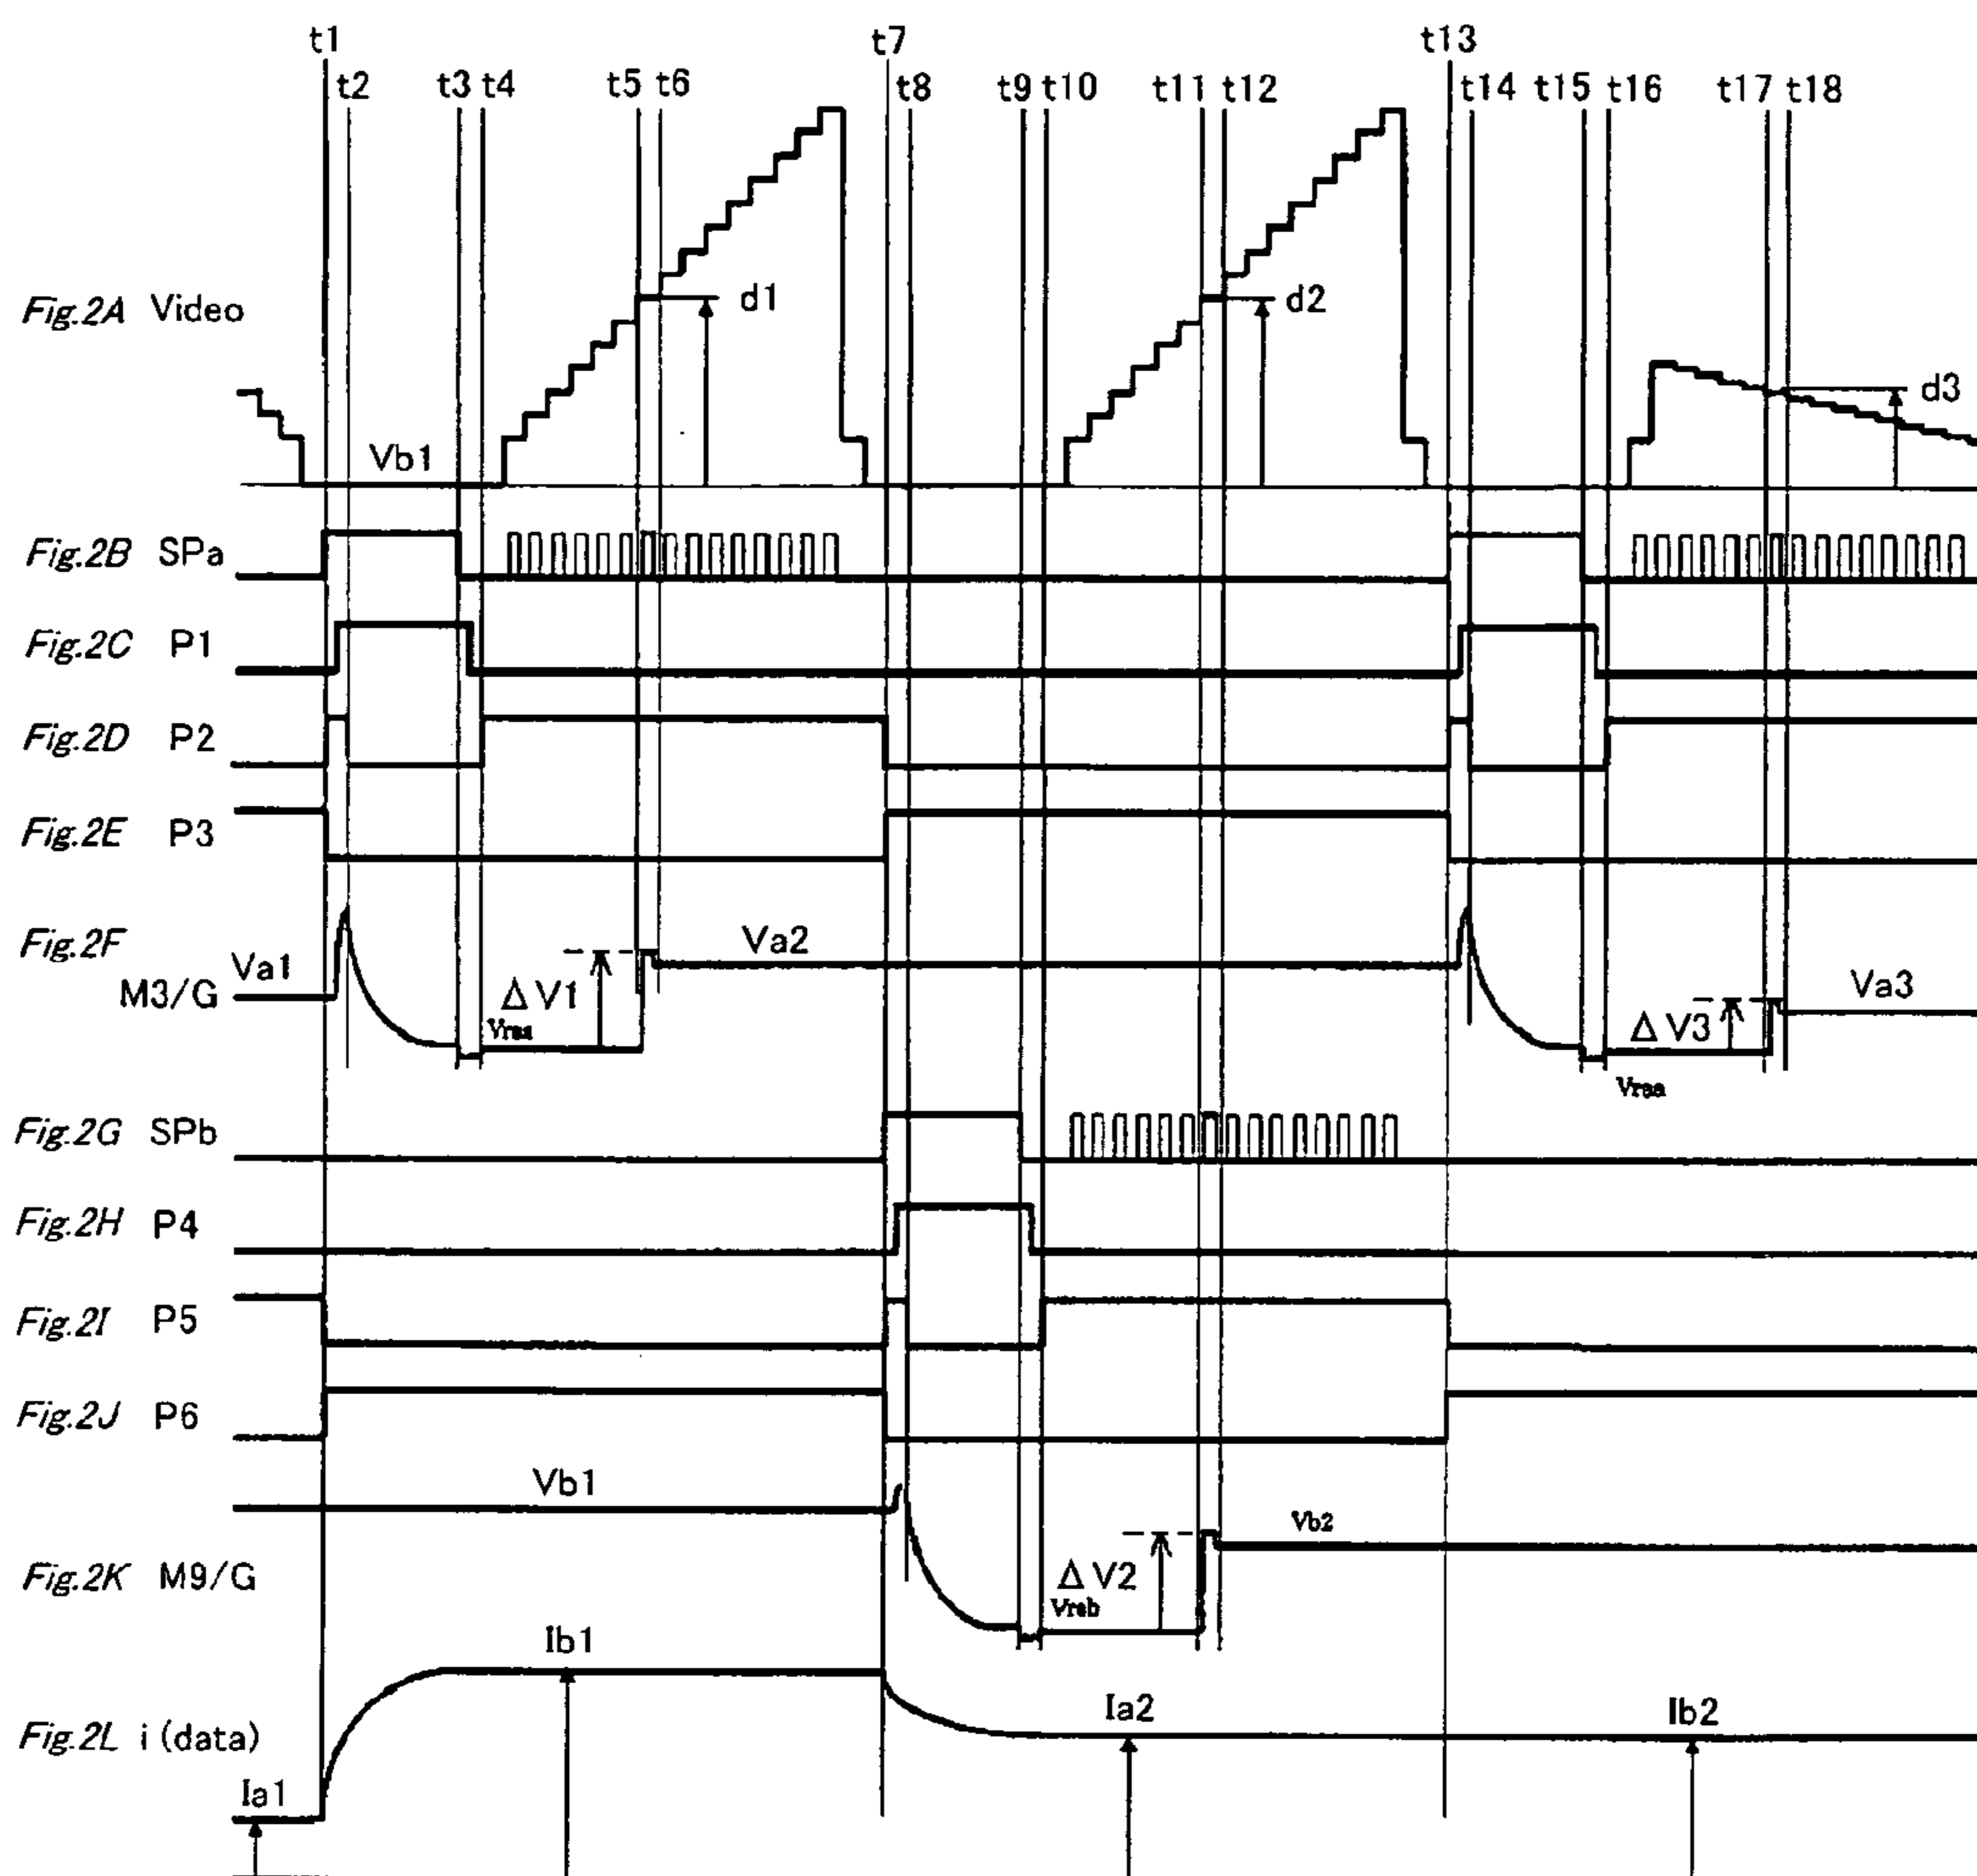 t1 t7 t13
t2 t3 t4 t5 t6 t8 t9 t10 t11 t12 t14 t15 t16 t17 t18
Fig.2A Video d1 d2 d3
Vb1
Fig.2B SPa
Fig.2C P1
Fig.2D P2
Fig.2E P3
Fig.2F
M3/G Va1 ΔV1 Va2 ΔV3 Va3
Vraa Vraa
Fig.2G SPb
Fig.2H P4
Fig.2I P5
Fig.2J P6
Vb1 Vb2
Fig.2K M9/G ΔV2
Vrab
Ib1
Fig.2L i(data) Ia2 Ib2
Ia1